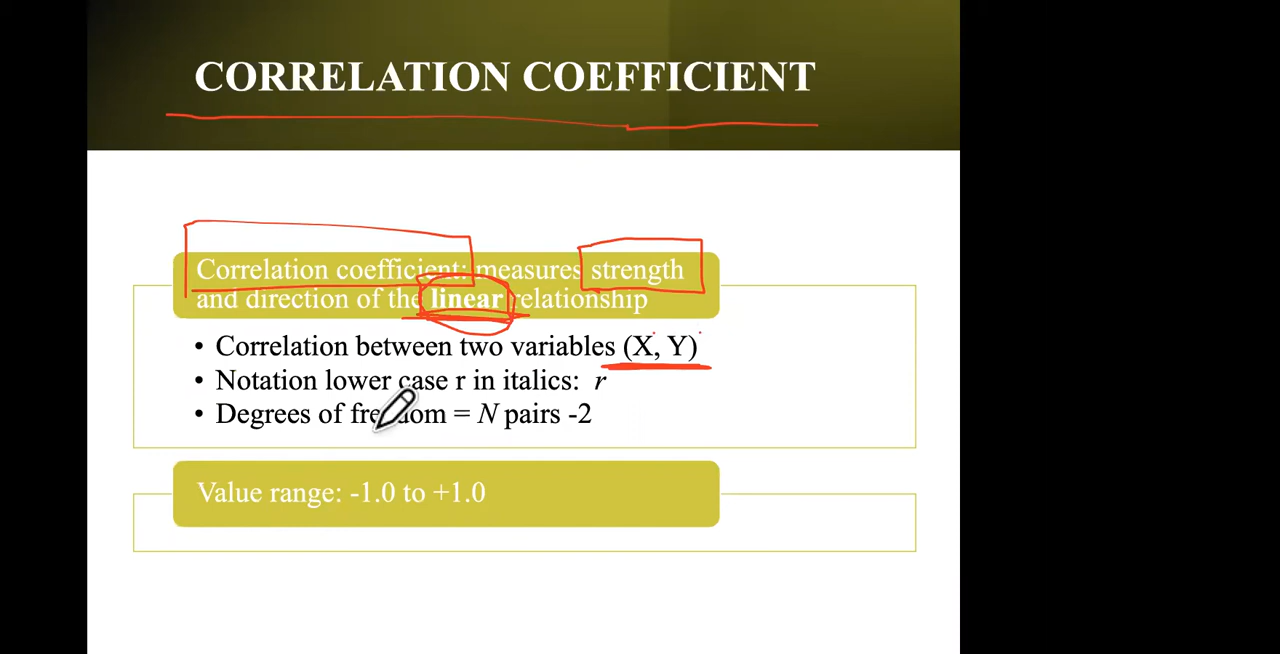 CORRELATION COEFFICIENT
Correlation coefficient: measures strength
and direction of the linear relationship
• Correlation between two variables (X, Y)
• Notation lower case r in italics: r
• Degrees of freedom = N pairs -2
Value range: -1.0 to +1.0